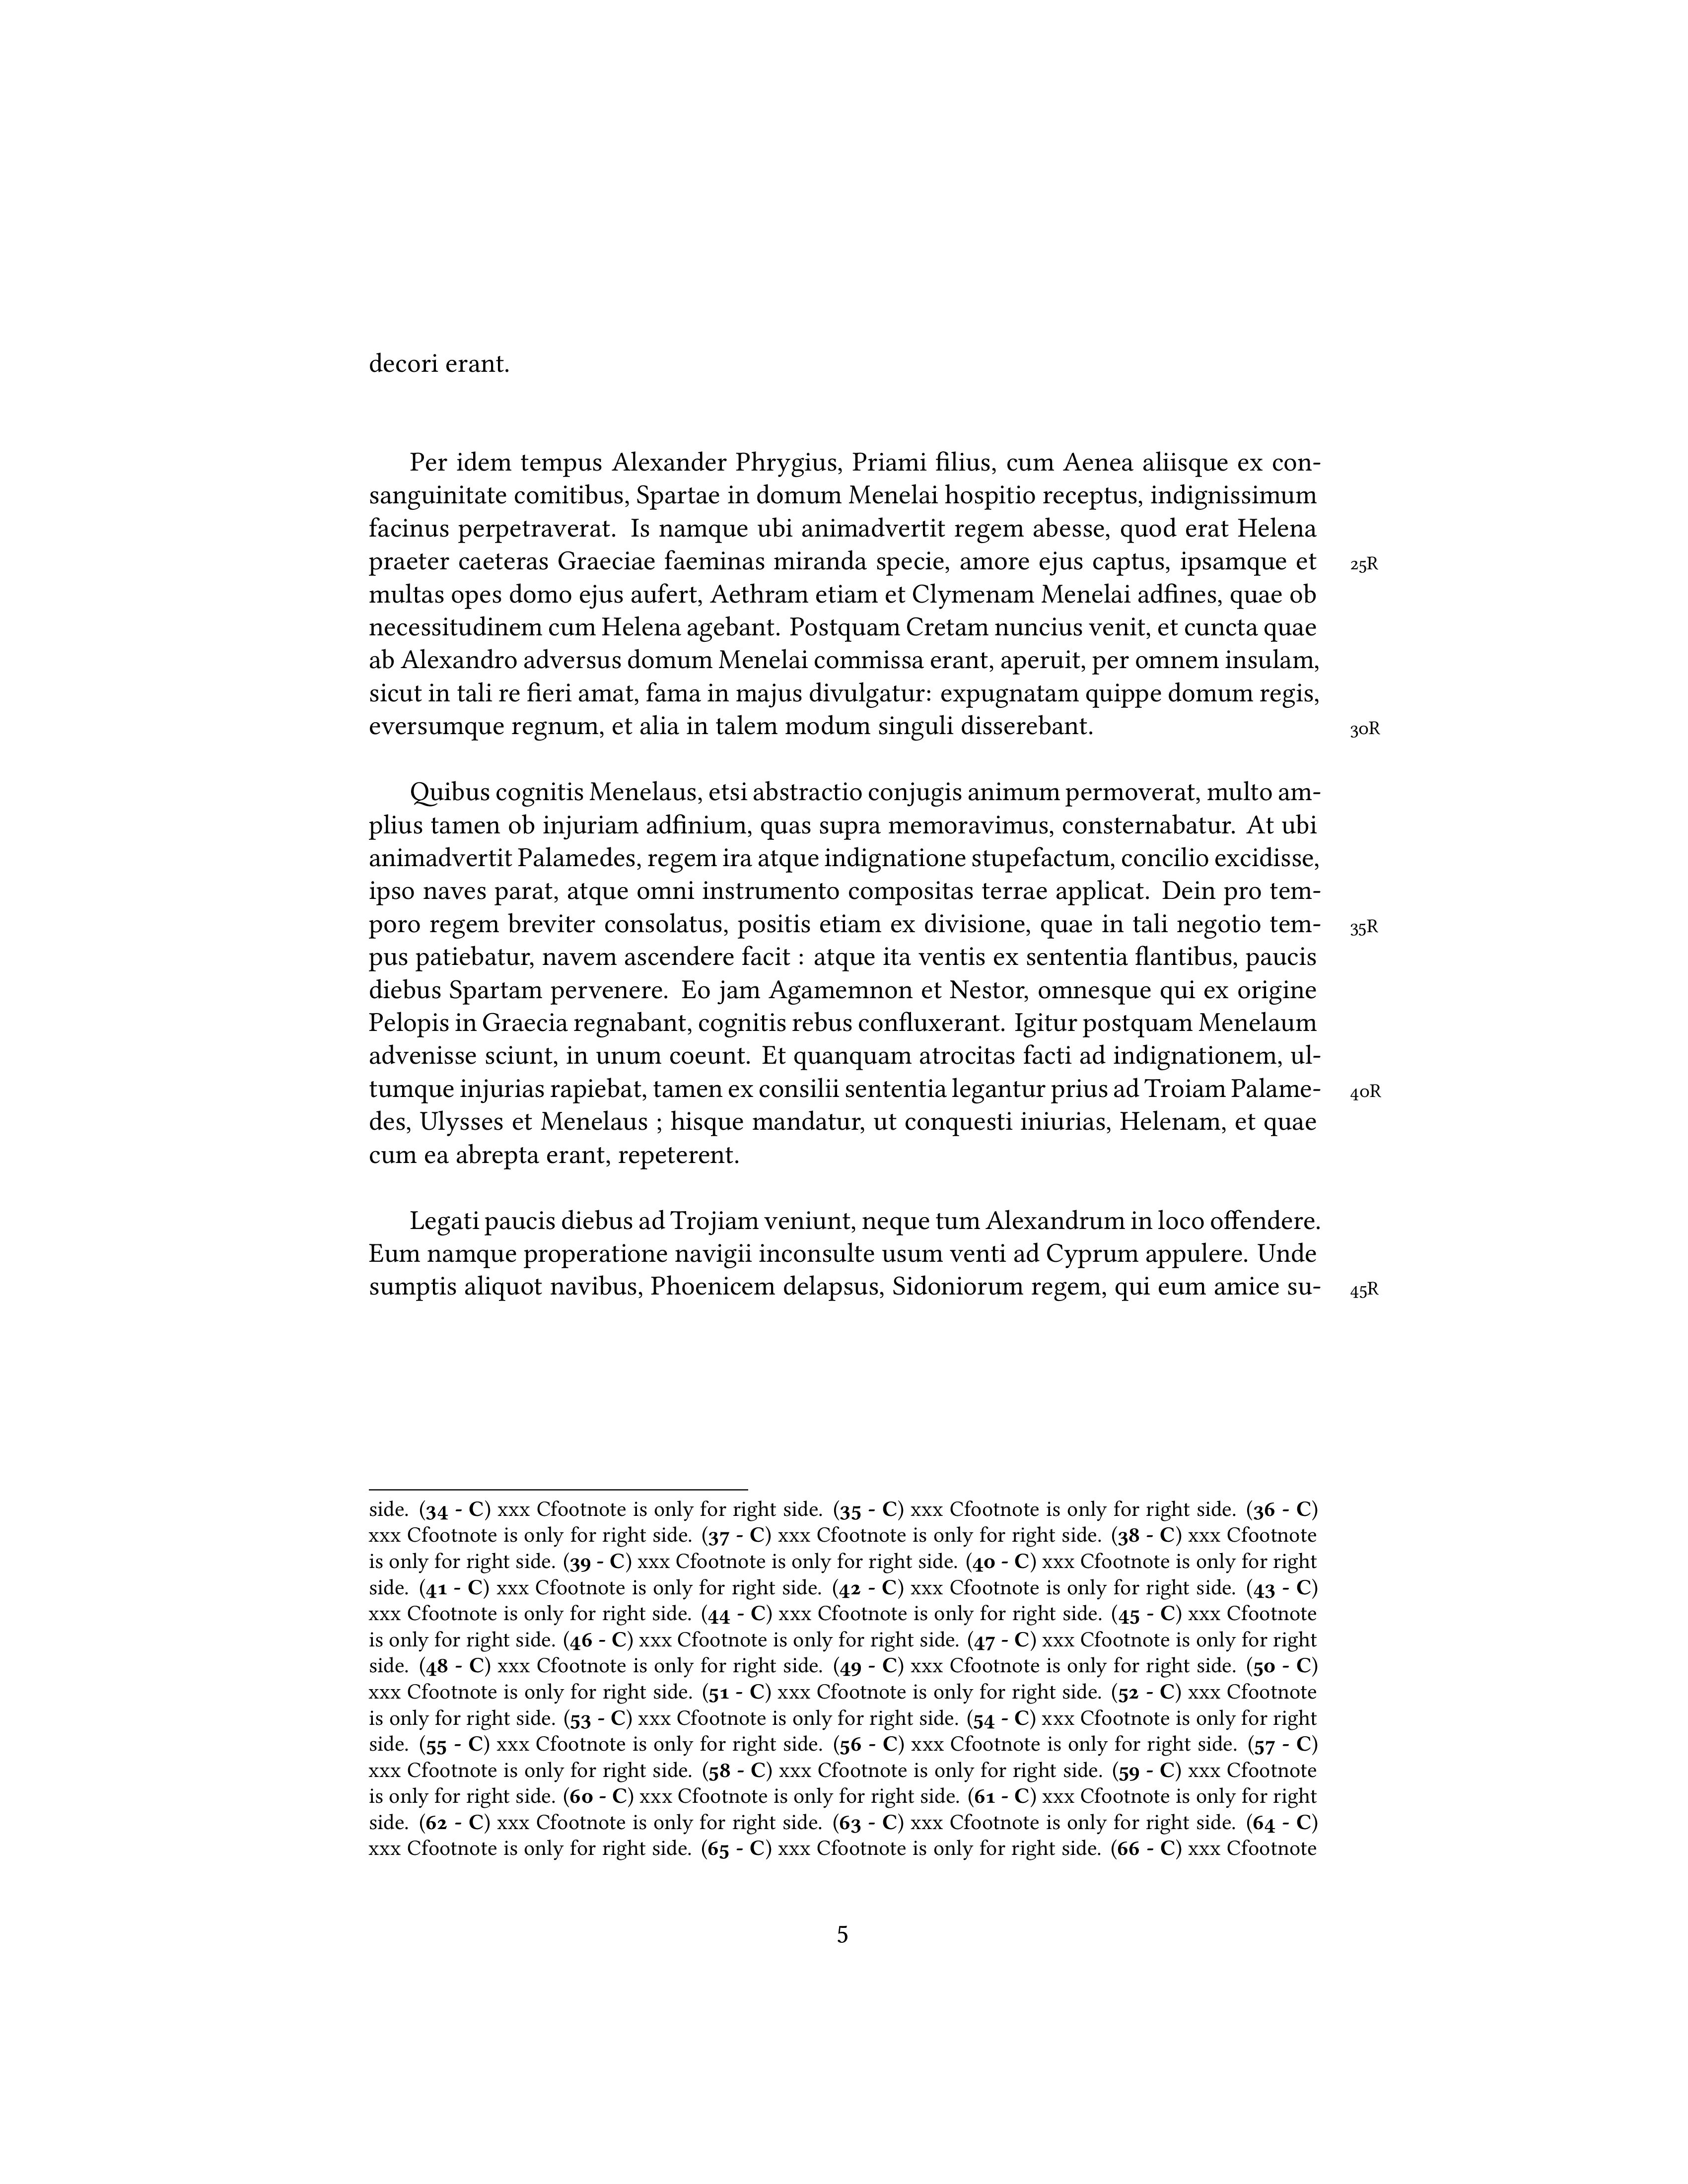 decori erant.
Per idem tempus Alexander Phrygius, Priami filius, cum Aenea aliisque ex con-
sanguinitate comitibus, Spartae in domum Menelai hospitio receptus, indignissimum
facinus perpetraverat. Is namque ubi animadvertit regem abesse, quod erat Helena
praeter caeteras Graeciae faeminas miranda specie, amore ejus captus, ipsamque et 25R
multas opes domo ejus aufert, Aethram etiam et Clymenam Menelai adfines, quae ob
necessitudinem cum Helena agebant. Postquam Cretam nuncius venit, et cuncta quae
ab Alexandro adversus domum Menelai commissa erant, aperuit, per omnem insulam,
sicut in tali re fieri amat, fama in majus divulgatur: expugnatam quippe domum regis,
eversumque regnum, et alia in talem modum singuli disserebant. 30R
Quibus cognitis Menelaus, etsi abstractio conjugis animum permoverat, multo am-
plius tamen ob injuriam adfinium, quas supra memoravimus, consternabatur. At ubi
animadvertit Palamedes, regem ira atque indignatione stupefactum, concilio excidisse,
ipso naves parat, atque omni instrumento compositas terrae applicat. Dein pro tem-
poro regem breviter consolatus, positis etiam ex divisione, quae in tali negotio tem- 35R
pus patiebatur, navem ascendere facit : atque ita ventis ex sententia flantibus, paucis
diebus Spartam pervenere. Eo jam Agamemnon et Nestor, omnesque qui ex origine
Pelopis in Graecia regnabant, cognitis rebus confluxerant. Igitur postquam Menelaum
advenisse sciunt, in unum coeunt. Et quanquam atrocitas facti ad indignationem, ul-
tumque injurias rapiebat, tamen ex consilii sententia legantur prius ad Troiam Palame- 40R
des, Ulysses et Menelaus ; hisque mandatur, ut conquesti iniurias, Helenam, et quae
cum ea abrepta erant, repeterent.
Legati paucis diebus ad Trojiam veniunt, neque tum Alexandrum in loco offendere.
Eum namque properatione navigii inconsulte usum venti ad Cyprum appulere. Unde
sumptis aliquot navibus, Phoenicem delapsus, Sidoniorum regem, qui eum amice su- 45R
side. (34 - C) xxx Cfootnote is only for right side. (35 - C) xxx Cfootnote is only for right side. (36 - C)
xxx Cfootnote is only for right side. (37 - C) xxx Cfootnote is only for right side. (38 - C) xxx Cfootnote
is only for right side. (39 - C) xxx Cfootnote is only for right side. (40 - C) xxx Cfootnote is only for right
side. (41 - C) xxx Cfootnote is only for right side. (42 - C) xxx Cfootnote is only for right side. (43 - C)
xxx Cfootnote is only for right side. (44 - C) xxx Cfootnote is only for right side. (45 - C) xxx Cfootnote
is only for right side. (46 - C) xxx Cfootnote is only for right side. (47 - C) xxx Cfootnote is only for right
side. (48 - C) xxx Cfootnote is only for right side. (49 - C) xxx Cfootnote is only for right side. (50 - C)
xxx Cfootnote is only for right side. (51 - C) xxx Cfootnote is only for right side. (52 - C) xxx Cfootnote
is only for right side. (53 - C) xxx Cfootnote is only for right side. (54 - C) xxx Cfootnote is only for right
side. (55 - C) xxx Cfootnote is only for right side. (56 - C) xxx Cfootnote is only for right side. (57 - C)
xxx Cfootnote is only for right side. (58 - C) xxx Cfootnote is only for right side. (59 - C) xxx Cfootnote
is only for right side. (60 - C) xxx Cfootnote is only for right side. (61 - C) xxx Cfootnote is only for right
side. (62 - C) xxx Cfootnote is only for right side. (63 - C) xxx Cfootnote is only for right side. (64 - C)
xxx Cfootnote is only for right side. (65 - C) xxx Cfootnote is only for right side. (66 - C) xxx Cfootnote
5